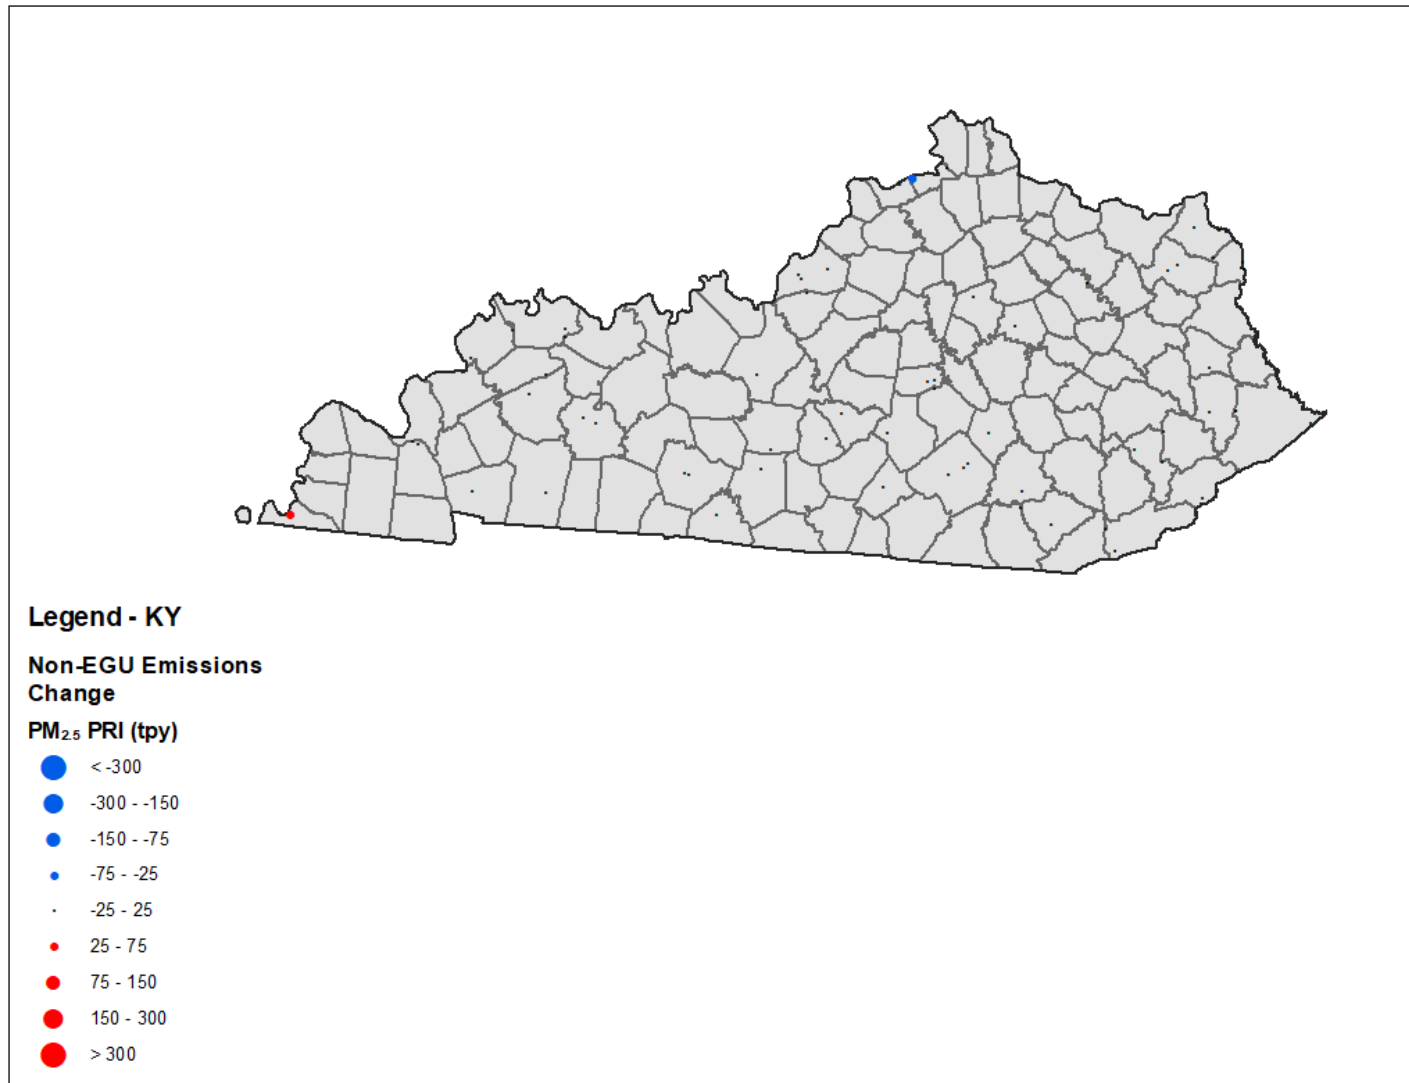 Legend - KY
Non-EGU Emissions
Change
PM₂.₅ PRI (tpy)
< -300
-300 - -150
-150 - -75
-75 - -25
-25 - 25
25 - 75
75 - 150
150 - 300
> 300